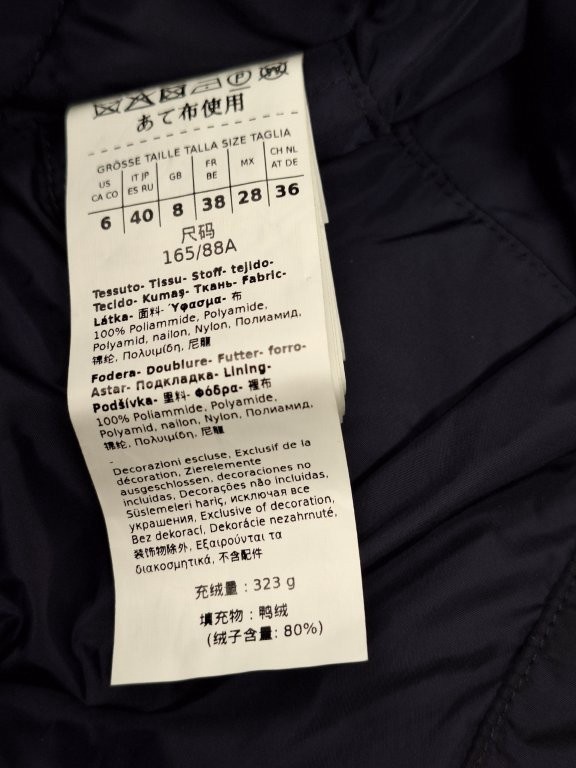 あて布使用
GRÖSSE TAILLE TALLA SIZE TAGLIA
US CA CO | IT JP ES RU | GB | FR BE | MX | CH NL AT DE
6 | 40 | 8 | 38 | 28 | 36
尺码
165/88A
Tessuto- Tissu- Stoff- tejido-
Tecido- Kumaş- Ткань- Fabric-
Látka- 面料- Ύφασμα- 布
100% Poliammide, Polyamide,
Polyamid, nailon, Nylon, Полиамид,
锦纶, Πολυιμίδη, 尼龍
Fodera- Doublure- Futter- forro-
Astar- Подкладка- Lining-
Podšívka- 里料- Φόδρα- 裡布
100% Poliammide, Polyamide,
Polyamid, nailon, Nylon, Полиамид,
锦纶, Πολυιμίδη, 尼龍
-
Decorazioni escluse, Exclusif de la
décoration, Zierelemente
ausgeschlossen, decoraciones no
incluidas, Decorações não incluidas,
Süslemeleri hariç, исключая все
украшения, Exclusive of decoration,
Bez dekorací, Dekorácie nezahrnuté,
装饰物除外, Εξαιρούνται τα
διακοσμητικά, 不含配件
充绒量 : 323 g
填充物 : 鸭绒
(绒子含量: 80%)